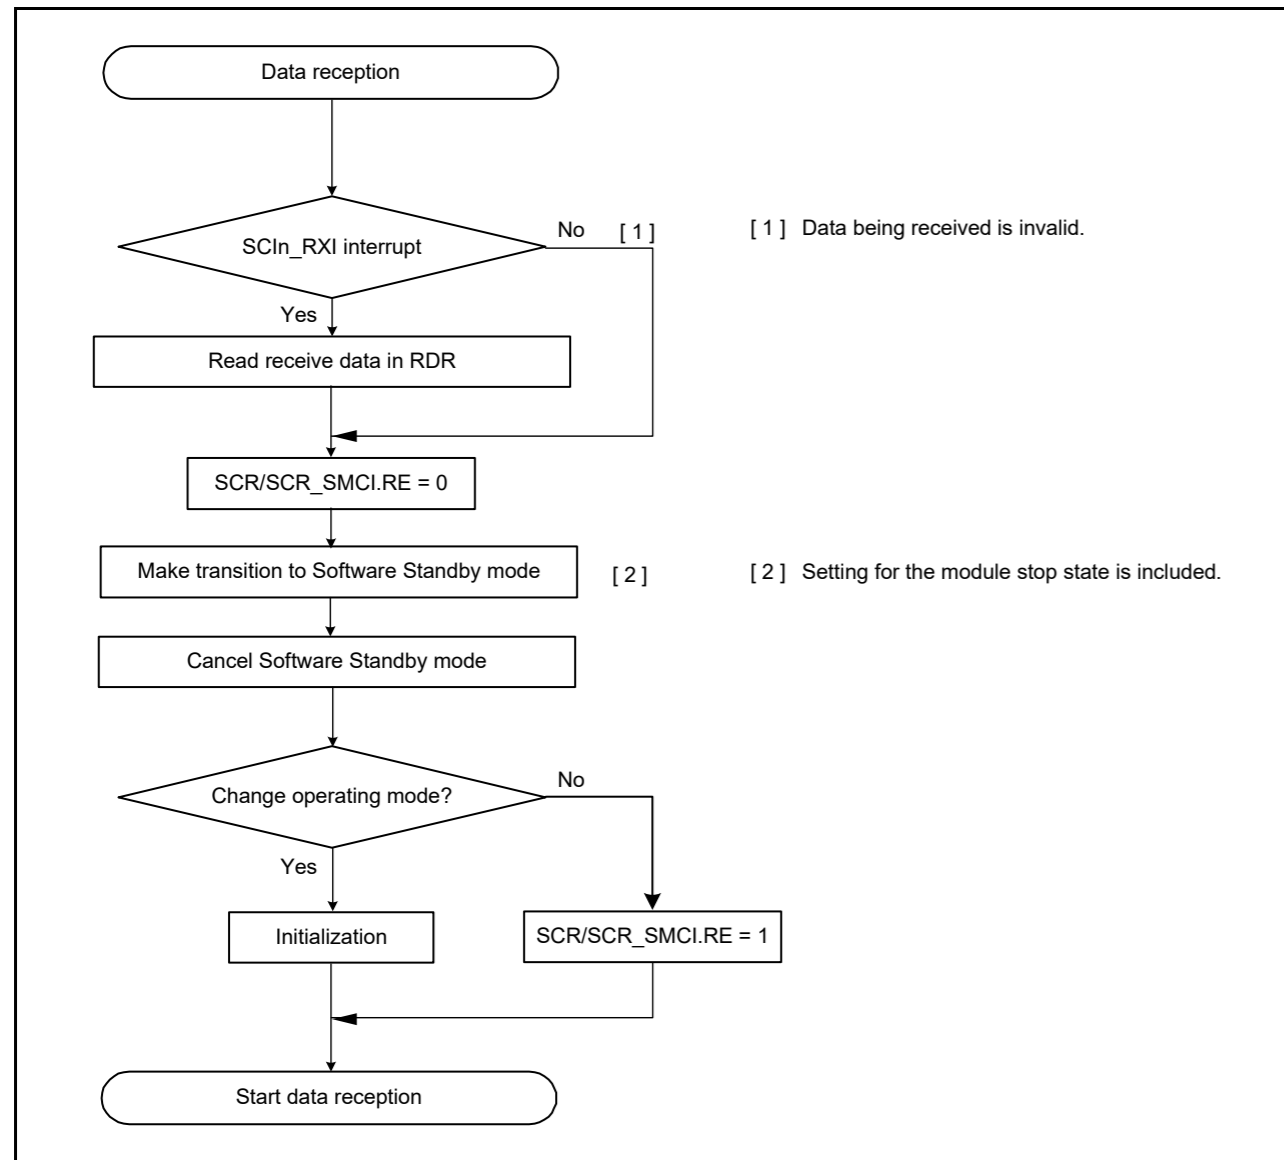 Data reception
No [ 1 ] [ 1 ] Data being received is invalid.
SCIn_RXI interrupt
Yes
Read receive data in RDR
SCR/SCR_SMCI.RE = 0
Make transition to Software Standby mode [ 2 ] [ 2 ] Setting for the module stop state is included.
Cancel Software Standby mode
Change operating mode?
No
Yes
Initialization
SCR/SCR_SMCI.RE = 1
Start data reception